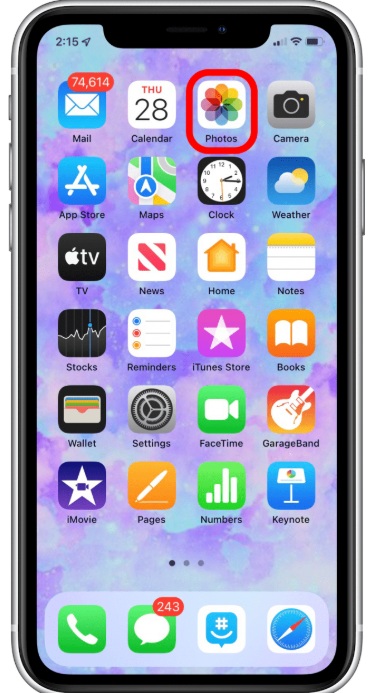 2:15
74,614
THU
28
Mail
Calendar
Photos
Camera
App Store
Maps
Clock
Weather
tv
TV
News
Home
Notes
Stocks
Reminders
iTunes Store
Books
Wallet
Settings
FaceTime
GarageBand
iMovie
Pages
Numbers
Keynote
243